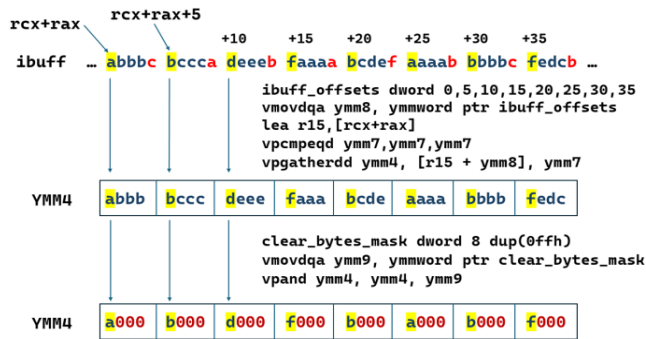 rcx+rax rcx+rax+5
+10 +15 +20 +25 +30 +35
ibuff … abbbc bccca deeeb faaaa bcdef aaaab bbbbc fedcb …
ibuff_offsets dword 0,5,10,15,20,25,30,35
vmovdqa ymm8, ymmword ptr ibuff_offsets
lea r15,[rcx+rax]
vpcmpeqd ymm7,ymm7,ymm7
vpgatherdd ymm4, [r15 + ymm8], ymm7
YMM4 abbb bccc deee faaa bcde aaaa bbbb fedc
clear_bytes_mask dword 8 dup(0ffh)
vmovdqa ymm9, ymmword ptr clear_bytes_mask
vpand ymm4, ymm4, ymm9
YMM4 a000 b000 d000 f000 b000 a000 b000 f000